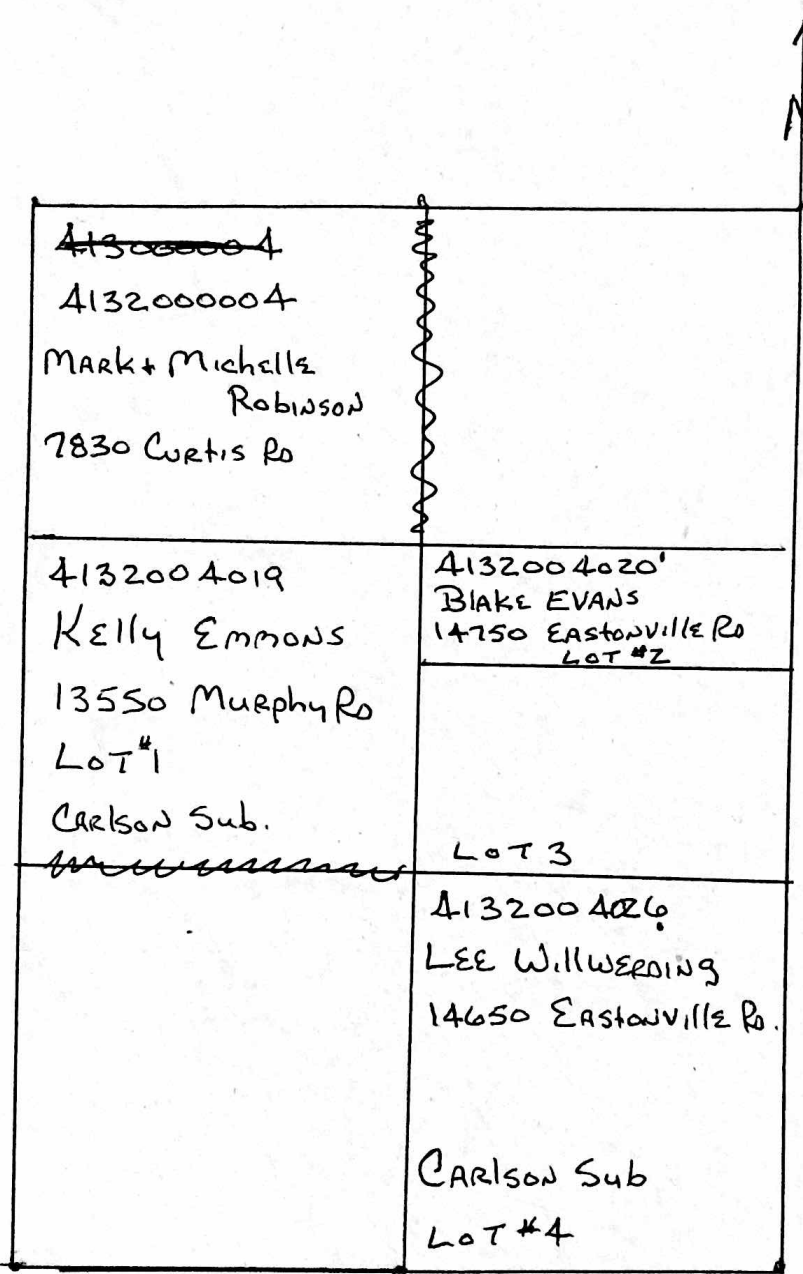 N
413000004
4132000004
MARK + Michelle
Robinson
7830 Curtis Rd
4132004019
Kelly Emmons
13550 Murphy Rd
Lot #1
Carlson Sub.
4132004020'
Blake Evans
14750 Eastonville Rd
LOT #2
LOT 3
4132004026
Lee Willwerding
14650 Eastonville Rd.
Carlson Sub
LOT #4